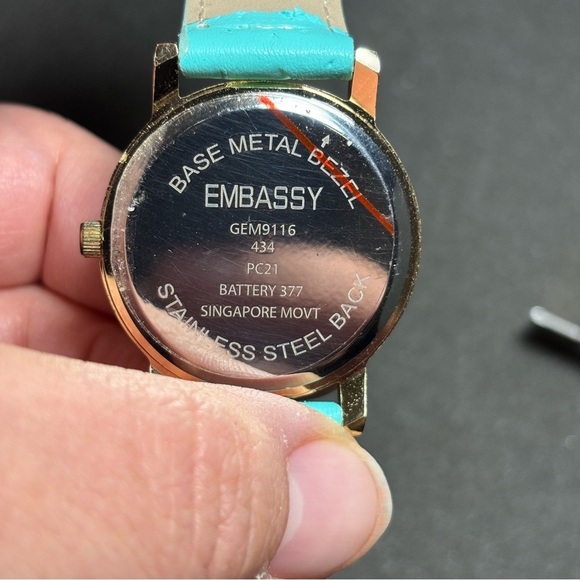 BASE METAL BEZEL
EMBASSY
GEM9116
434
PC21
BATTERY 377
SINGAPORE MOVT
STAINLESS STEEL BACK